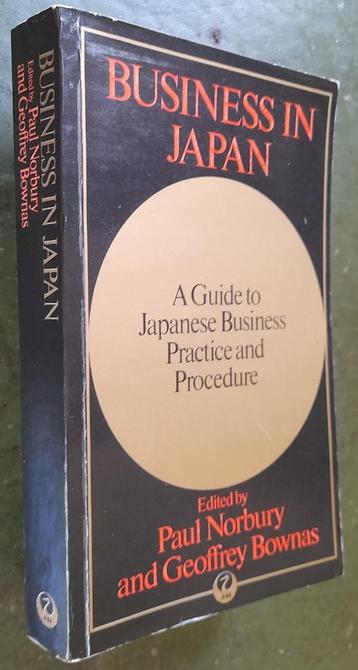 BUSINESS IN
JAPAN
A Guide to
Japanese Business
Practice and
Procedure
Edited by
Paul Norbury
and Geoffrey Bownas
BUSINESS IN JAPAN
Edited by Paul Norbury
and Geoffrey Bownas